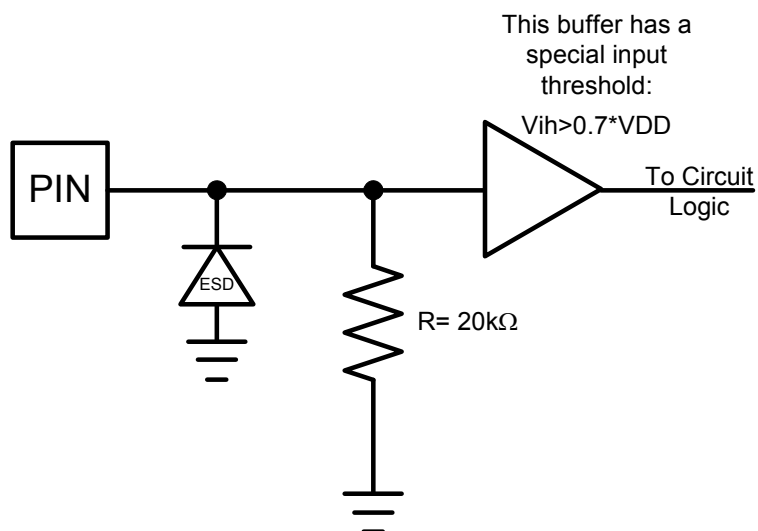 This buffer has a
special input
threshold:
Vih>0.7*VDD
PIN
To Circuit
Logic
ESD
R= 20kΩ